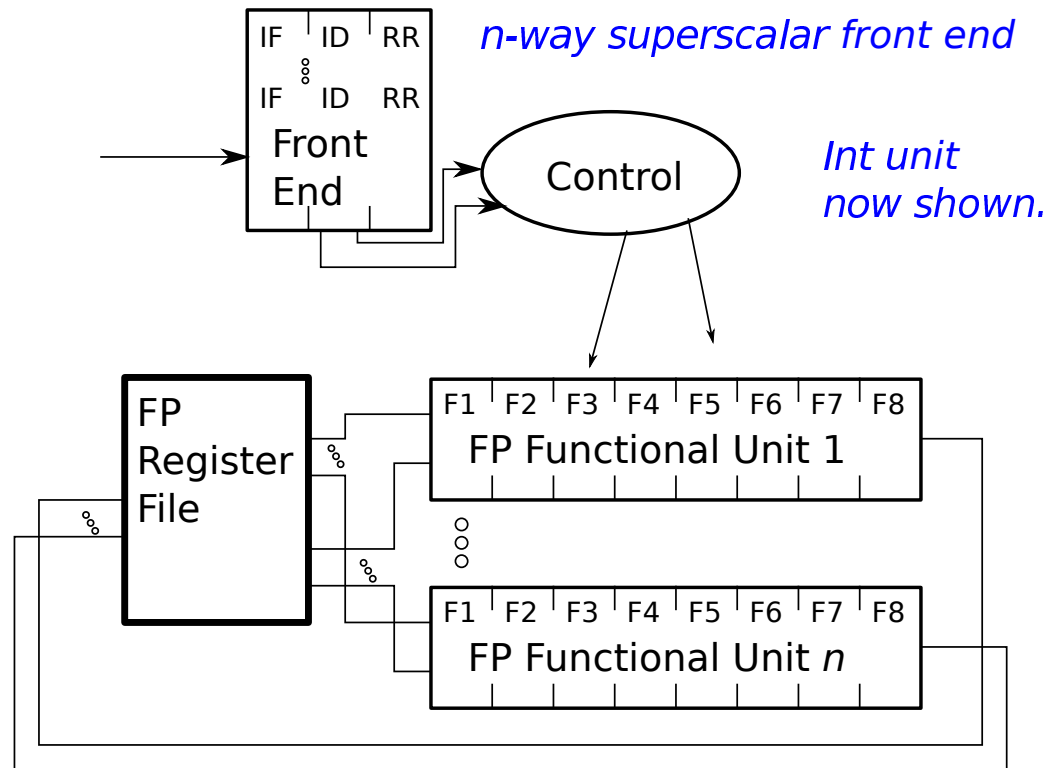 IF ID RR
n-way superscalar front end
IF ID RR
Front
End
Control
Int unit
now shown.
FP
Register
File
F1 F2 F3 F4 F5 F6 F7 F8
FP Functional Unit 1
F1 F2 F3 F4 F5 F6 F7 F8
FP Functional Unit n